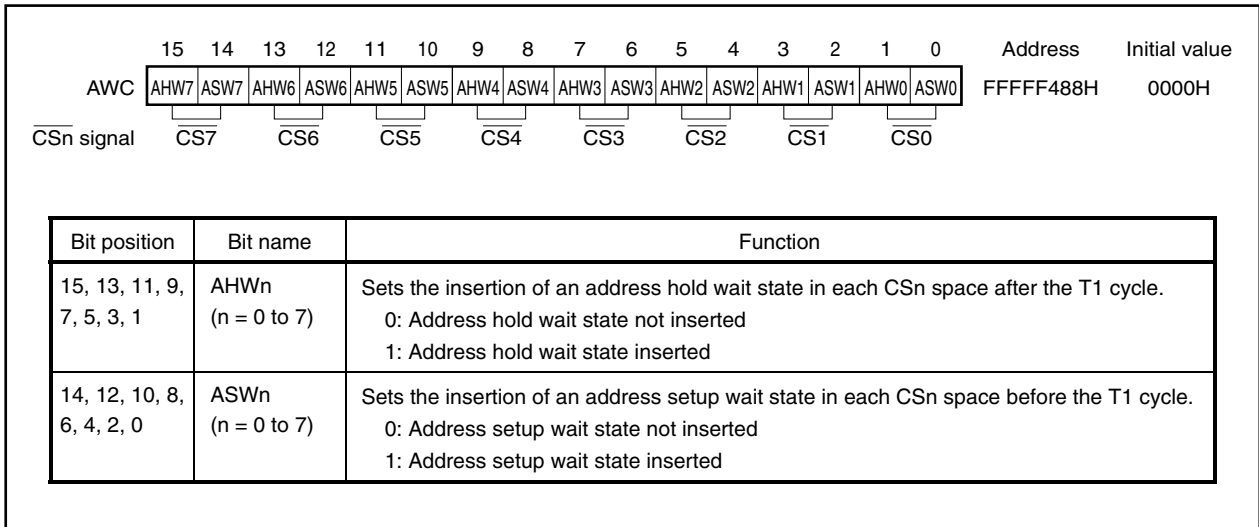 15 14 13 12 11 10 9 8 7 6 5 4 3 2 1 0 Address Initial value
AWC AHW7 ASW7 AHW6 ASW6 AHW5 ASW5 AHW4 ASW4 AHW3 ASW3 AHW2 ASW2 AHW1 ASW1 AHW0 ASW0 FFFFF488H 0000H
CSn signal CS7 CS6 CS5 CS4 CS3 CS2 CS1 CS0
Bit position Bit name Function
15, 13, 11, 9, AHWn Sets the insertion of an address hold wait state in each CSn space after the T1 cycle.
7, 5, 3, 1 (n = 0 to 7) 0: Address hold wait state not inserted
1: Address hold wait state inserted
14, 12, 10, 8, ASWn Sets the insertion of an address setup wait state in each CSn space before the T1 cycle.
6, 4, 2, 0 (n = 0 to 7) 0: Address setup wait state not inserted
1: Address setup wait state inserted